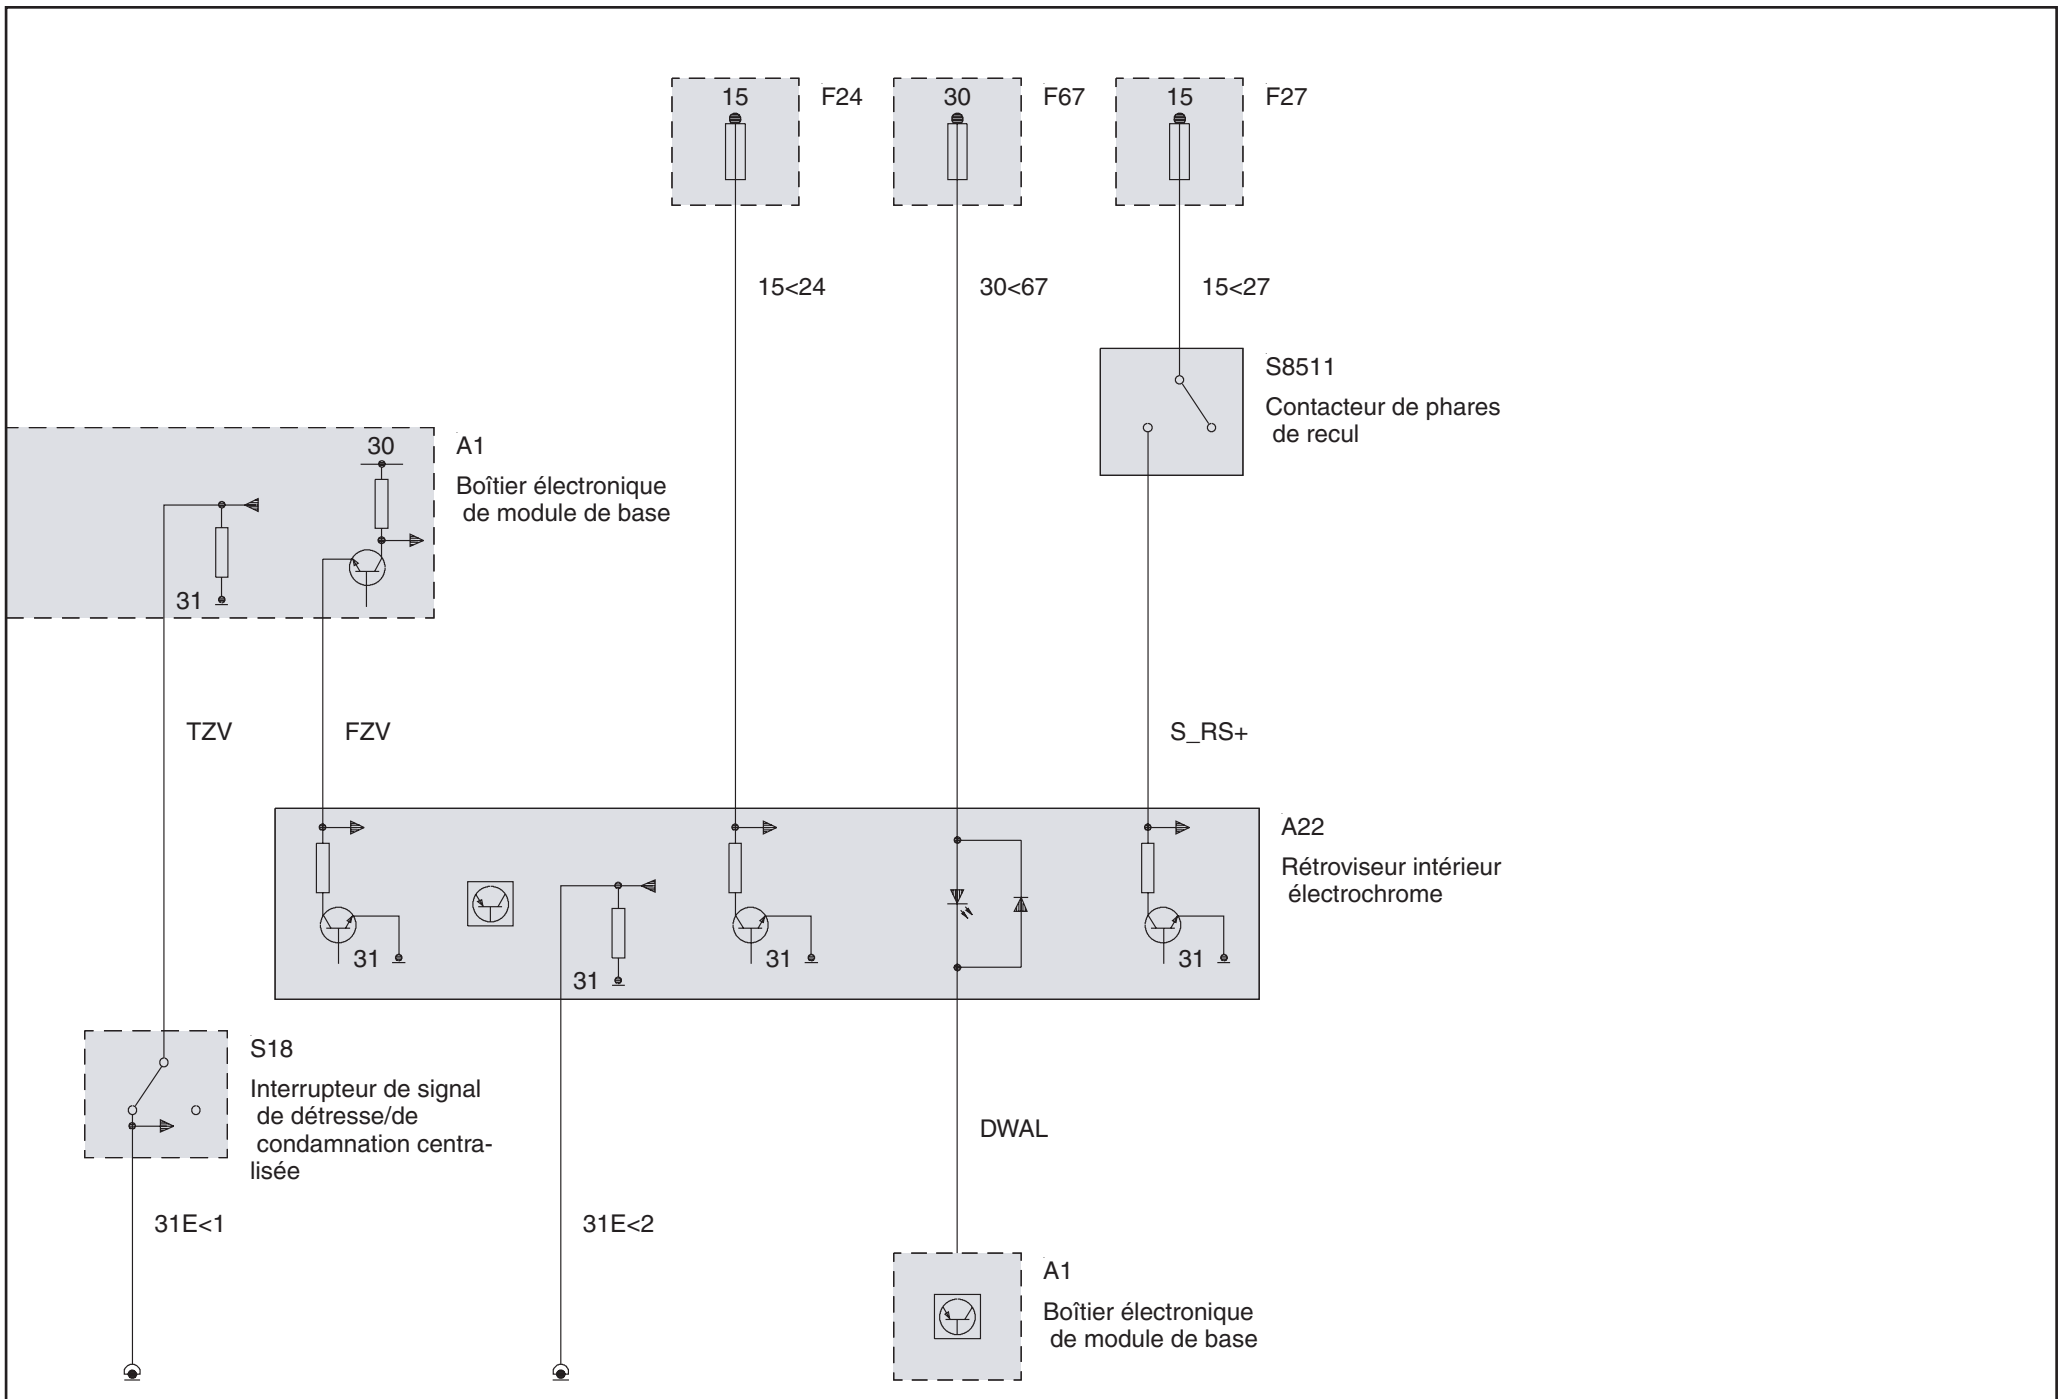 15
F24
30
F67
15
F27
15<24
30<67
15<27
S8511
Contacteur de phares
de recul
30
A1
Boîtier électronique
de module de base
31
TZV
FZV
S_RS+
A22
Rétroviseur intérieur
électrochrome
31
31
31
31
S18
Interrupteur de signal
de détresse/de
condamnation centra-
lisée
DWAL
31E<1
31E<2
A1
Boîtier électronique
de module de base